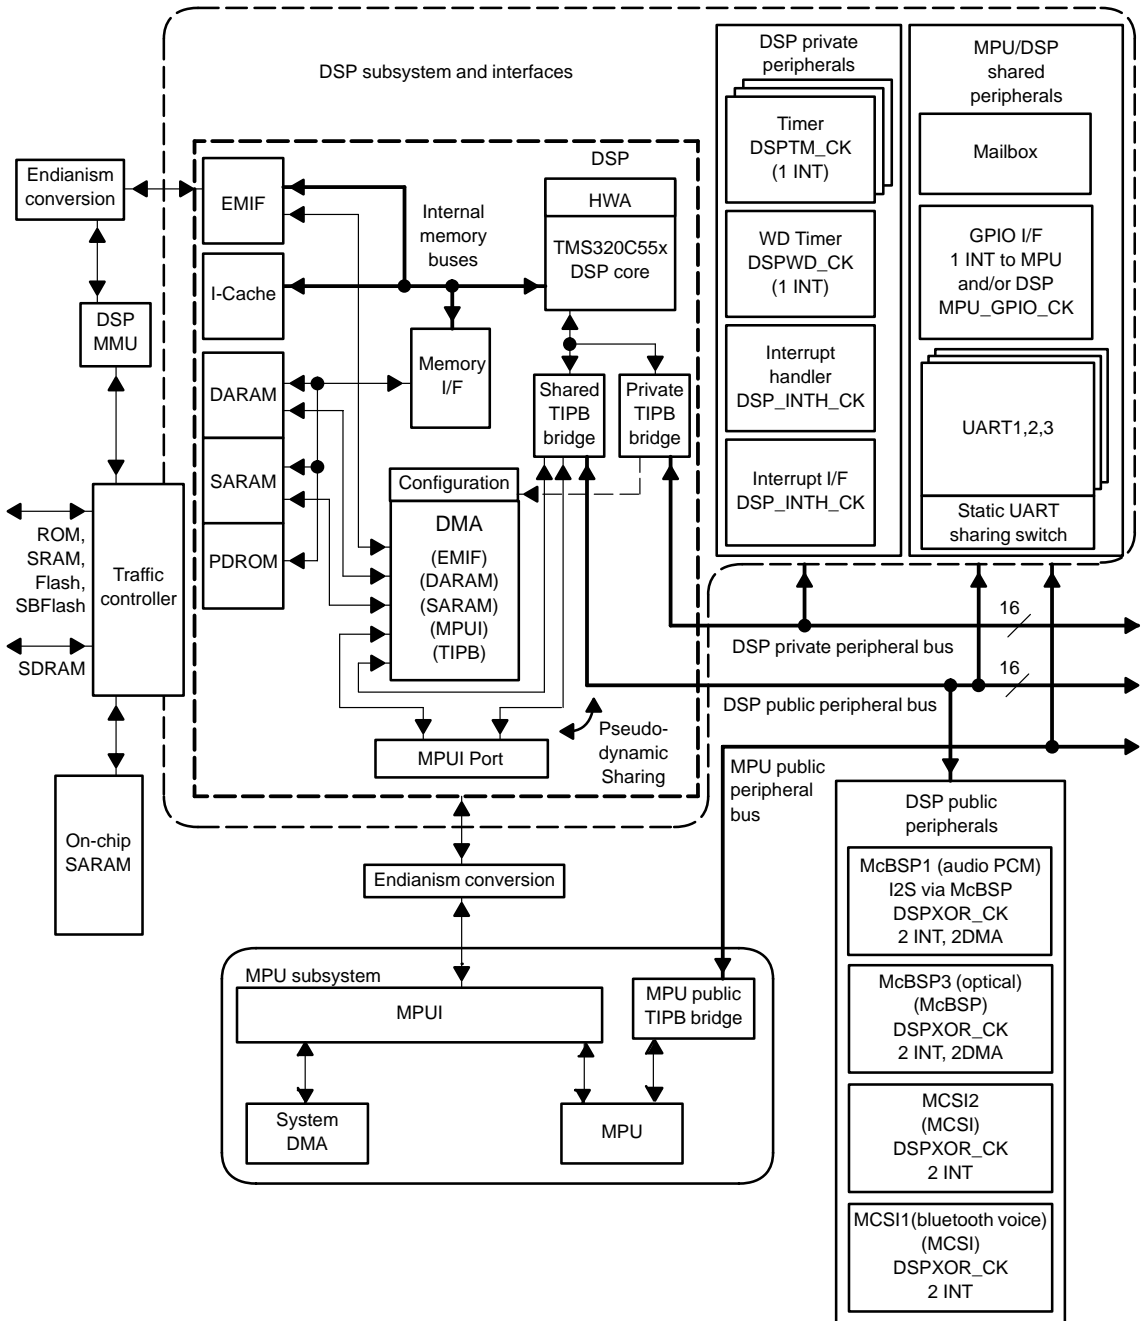 DSP subsystem and interfaces
DSP private
peripherals
Timer
DSPTM_CK
(1 INT)
WD Timer
DSPWD_CK
(1 INT)
Interrupt
handler
DSP_INTH_CK
Interrupt I/F
DSP_INTH_CK
MPU/DSP
shared
peripherals
Mailbox
GPIO I/F
1 INT to MPU
and/or DSP
MPU_GPIO_CK
UART1,2,3
Static UART
sharing switch
Endianism
conversion
DSP
MMU
ROM,
SRAM,
Flash,
SBFlash
SDRAM
Traffic
controller
On-chip
SARAM
DSP
EMIF
I-Cache
DARAM
SARAM
PDROM
Internal
memory
buses
HWA
TMS320C55x
DSP core
Memory
I/F
Shared
TIPB
bridge
Private
TIPB
bridge
Configuration
DMA
(EMIF)
(DARAM)
(SARAM)
(MPUI)
(TIPB)
MPUI Port
Pseudo-
dynamic
Sharing
16
DSP private peripheral bus
16
DSP public peripheral bus
MPU public
peripheral
bus
Endianism conversion
MPU subsystem
MPUI
MPU public
TIPB bridge
System
DMA
MPU
DSP public
peripherals
McBSP1 (audio PCM)
I2S via McBSP
DSPXOR_CK
2 INT, 2DMA
McBSP3 (optical)
(McBSP)
DSPXOR_CK
2 INT, 2DMA
MCSI2
(MCSI)
DSPXOR_CK
2 INT
MCSI1(bluetooth voice)
(MCSI)
DSPXOR_CK
2 INT